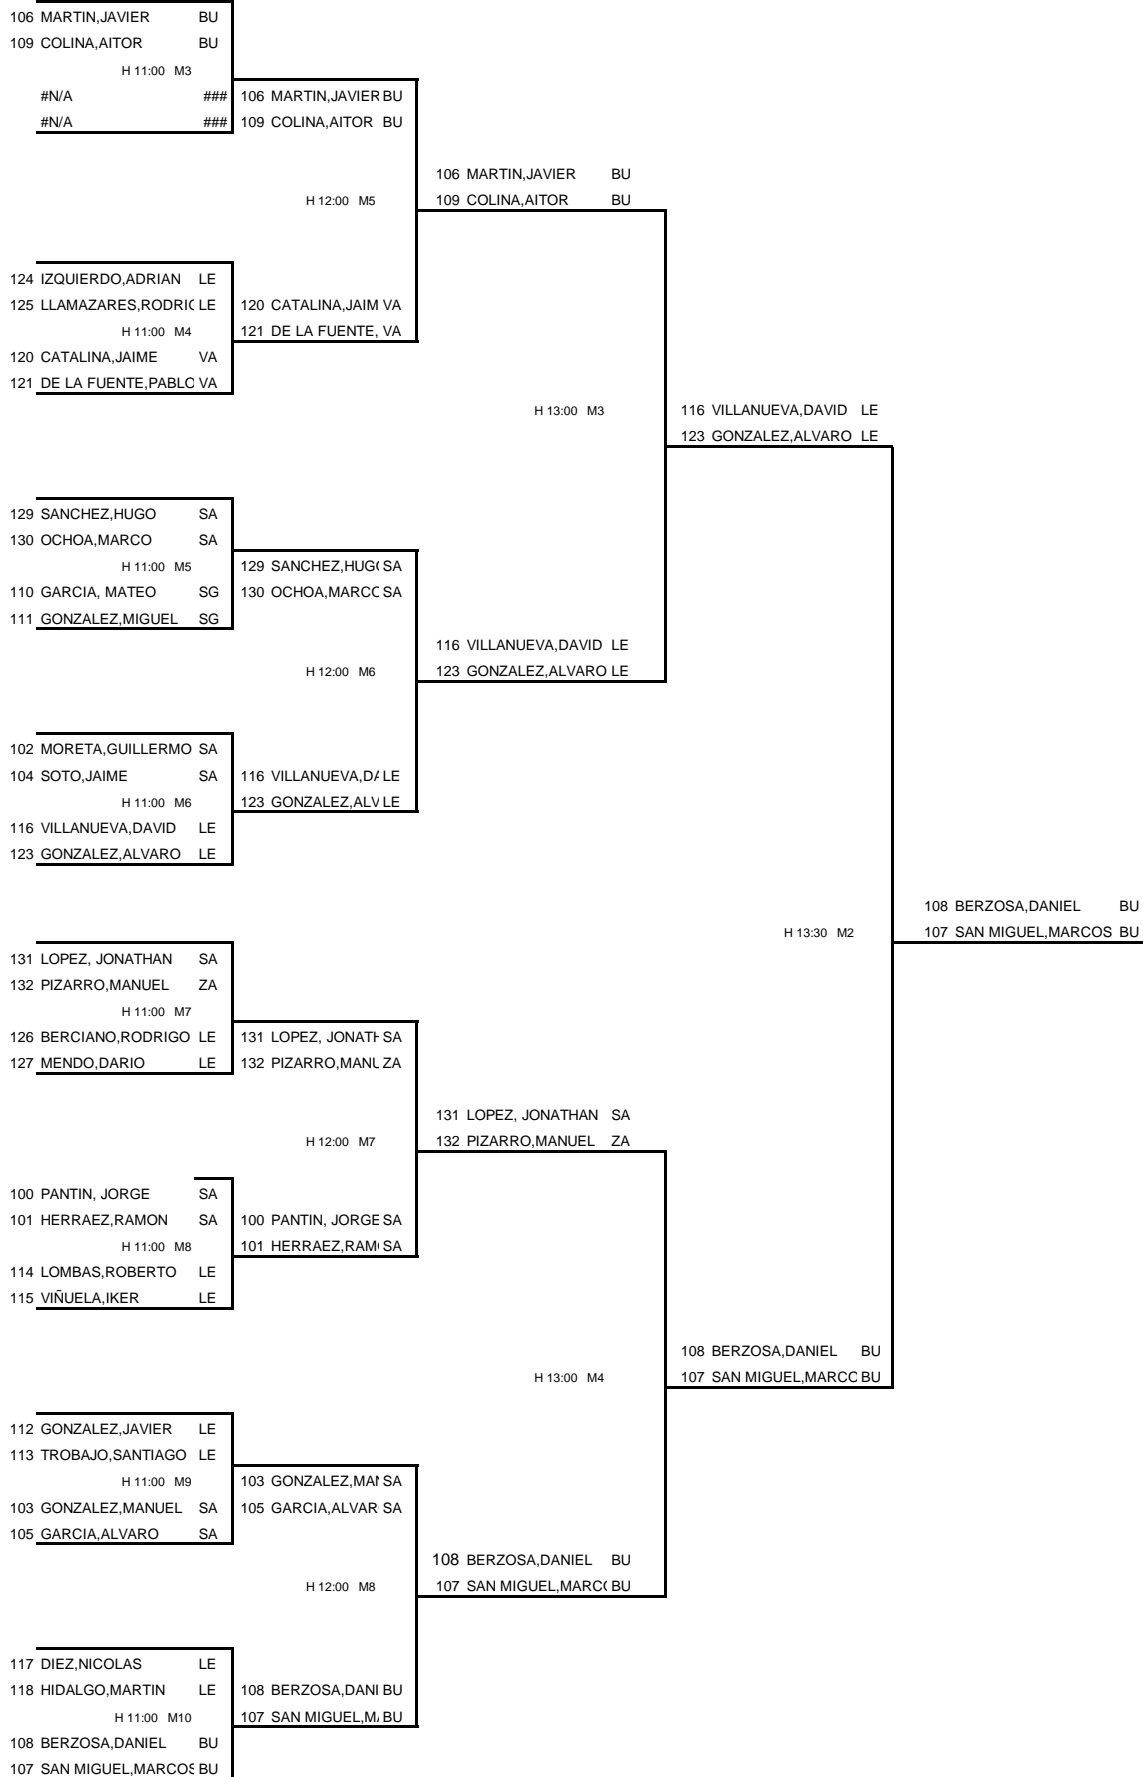 106 MARTIN,JAVIER BU
109 COLINA,AITOR BU
H 11:00 M3
#N/A ### 106 MARTIN,JAVIER BU
#N/A ### 109 COLINA,AITOR BU
106 MARTIN,JAVIER BU
H 12:00 M5 109 COLINA,AITOR BU
124 IZQUIERDO,ADRIAN LE
125 LLAMAZARES,RODRIG LE 120 CATALINA,JAIM VA
H 11:00 M4 121 DE LA FUENTE, VA
120 CATALINA,JAIME VA
121 DE LA FUENTE,PABLO VA
H 13:00 M3 116 VILLANUEVA,DAVID LE
123 GONZALEZ,ALVARO LE
129 SANCHEZ,HUGO SA
130 OCHOA,MARCO SA
H 11:00 M5 129 SANCHEZ,HUGO SA
110 GARCIA, MATEO SG 130 OCHOA,MARCO SA
111 GONZALEZ,MIGUEL SG
116 VILLANUEVA,DAVID LE
H 12:00 M6 123 GONZALEZ,ALVARO LE
102 MORETA,GUILLERMO SA
104 SOTO,JAIME SA 116 VILLANUEVA,DA LE
H 11:00 M6 123 GONZALEZ,ALV LE
116 VILLANUEVA,DAVID LE
123 GONZALEZ,ALVARO LE
108 BERZOSA,DANIEL BU
H 13:30 M2 107 SAN MIGUEL,MARCOS BU
131 LOPEZ, JONATHAN SA
132 PIZARRO,MANUEL ZA
H 11:00 M7
126 BERCIANO,RODRIGO LE 131 LOPEZ, JONATH SA
127 MENDO,DARIO LE 132 PIZARRO,MANU ZA
131 LOPEZ, JONATHAN SA
H 12:00 M7 132 PIZARRO,MANUEL ZA
100 PANTIN, JORGE SA
101 HERRAEZ,RAMON SA 100 PANTIN, JORGE SA
H 11:00 M8 101 HERRAEZ,RAMO SA
114 LOMBAS,ROBERTO LE
115 VIÑUELA,IKER LE
108 BERZOSA,DANIEL BU
H 13:00 M4 107 SAN MIGUEL,MARCO BU
112 GONZALEZ,JAVIER LE
113 TROBAJO,SANTIAGO LE
H 11:00 M9 103 GONZALEZ,MAN SA
103 GONZALEZ,MANUEL SA 105 GARCIA,ALVAR SA
105 GARCIA,ALVARO SA
108 BERZOSA,DANIEL BU
H 12:00 M8 107 SAN MIGUEL,MARCO BU
117 DIEZ,NICOLAS LE
118 HIDALGO,MARTIN LE 108 BERZOSA,DANI BU
H 11:00 M10 107 SAN MIGUEL,MA BU
108 BERZOSA,DANIEL BU
107 SAN MIGUEL,MARCOS BU